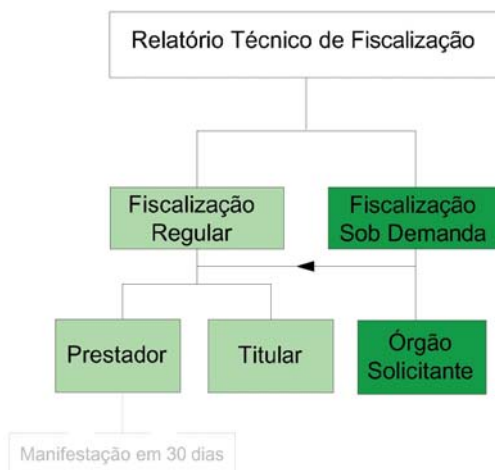 Relatório Técnico de Fiscalização
Fiscalização
Regular
Fiscalização
Sob Demanda
Prestador
Titular
Órgão
Solicitante
Manifestação em 30 dias